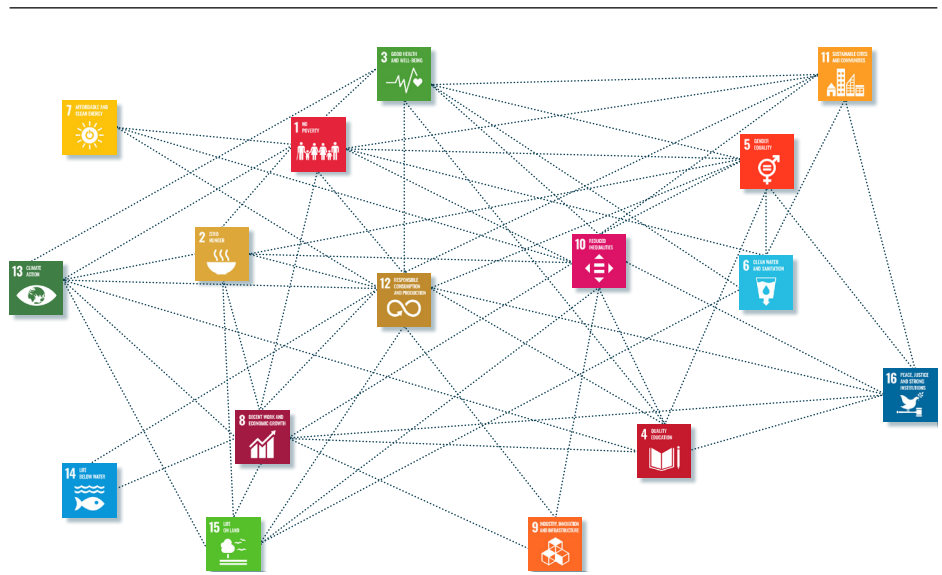 3 GOOD HEALTH
AND WELL-BEING
11 SUSTAINABLE CITIES
AND COMMUNITIES
7 AFFORDABLE AND
CLEAN ENERGY
1 NO
POVERTY
5 GENDER
EQUALITY
2 ZERO
HUNGER
10 REDUCED
INEQUALITIES
13 CLIMATE
ACTION
6 CLEAN WATER
AND SANITATION
12 RESPONSIBLE
CONSUMPTION
AND PRODUCTION
16 PEACE, JUSTICE
AND STRONG
INSTITUTIONS
8 DECENT WORK AND
ECONOMIC GROWTH
4 QUALITY
EDUCATION
14 LIFE
BELOW WATER
15 LIFE
ON LAND
9 INDUSTRY, INNOVATION
AND INFRASTRUCTURE